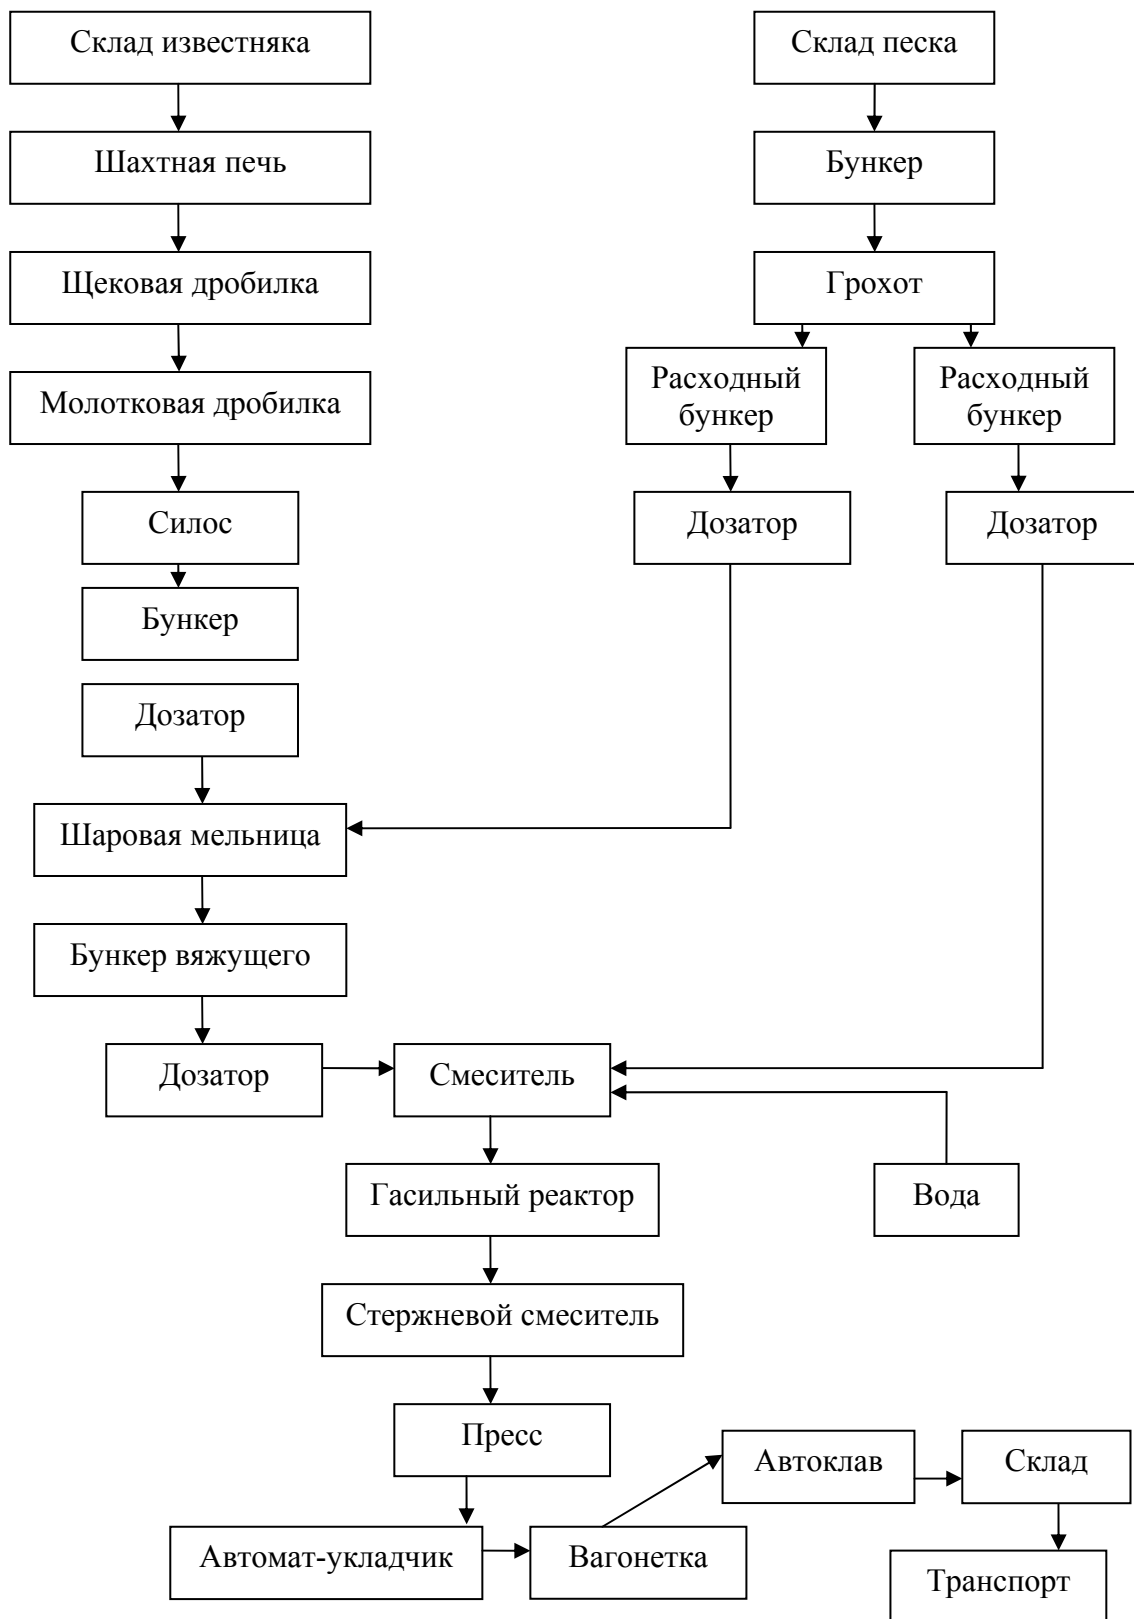 Склад известняка
Склад песка
Шахтная печь
Бункер
Щековая дробилка
Грохот
Молотковая дробилка
Расходный
бункер
Расходный
бункер
Силос
Дозатор
Дозатор
Бункер
Дозатор
Шаровая мельница
Бункер вяжущего
Дозатор
Смеситель
Гасильный реактор
Вода
Стержневой смеситель
Пресс
Автоклав
Склад
Автомат-укладчик
Вагонетка
Транспорт